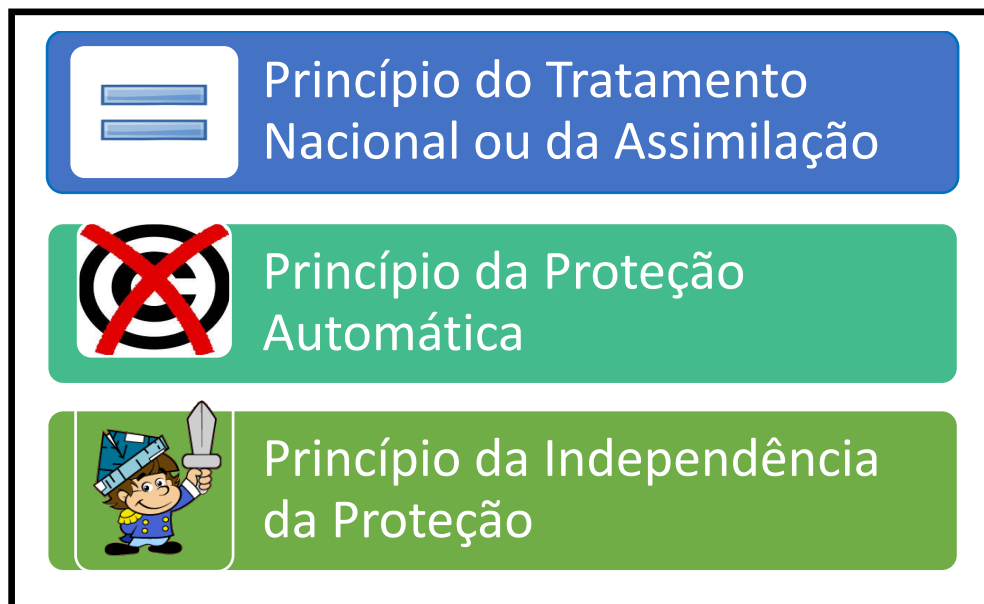 Princípio do Tratamento
Nacional ou da Assimilação
Princípio da Proteção
Automática
Princípio da Independência
da Proteção